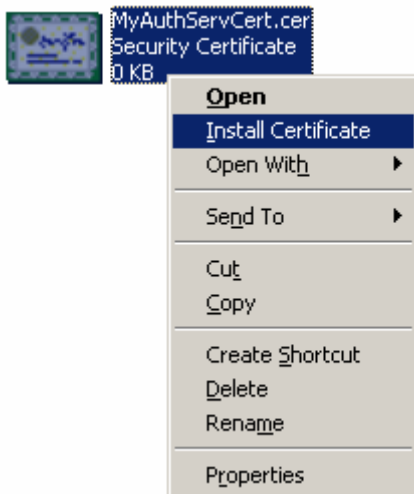 MyAuthServCert.cer
Security Certificate
0 KB
Open
Install Certificate
Open With
Send To
Cut
Copy
Create Shortcut
Delete
Rename
Properties